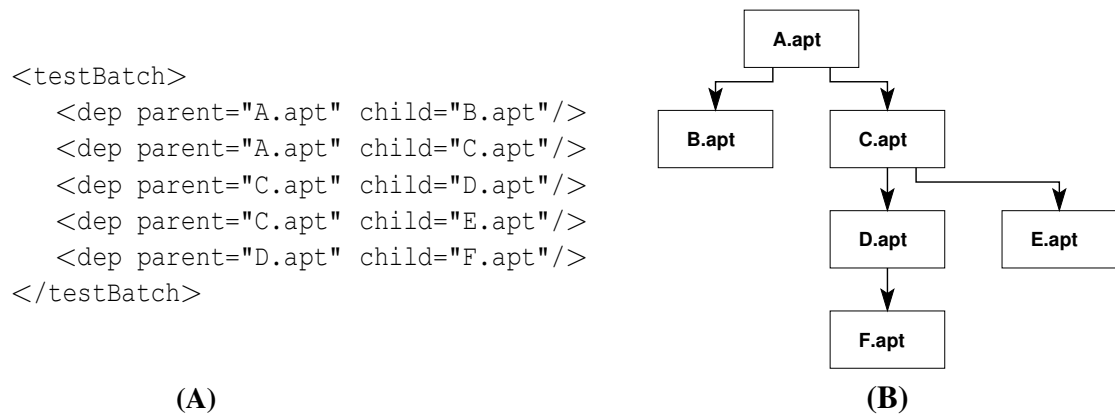 <testBatch>
<dep parent="A.apt" child="B.apt"/>
<dep parent="A.apt" child="C.apt"/>
<dep parent="C.apt" child="D.apt"/>
<dep parent="C.apt" child="E.apt"/>
<dep parent="D.apt" child="F.apt"/>
</testBatch>
(A)
A.apt
B.apt
C.apt
D.apt
E.apt
F.apt
(B)